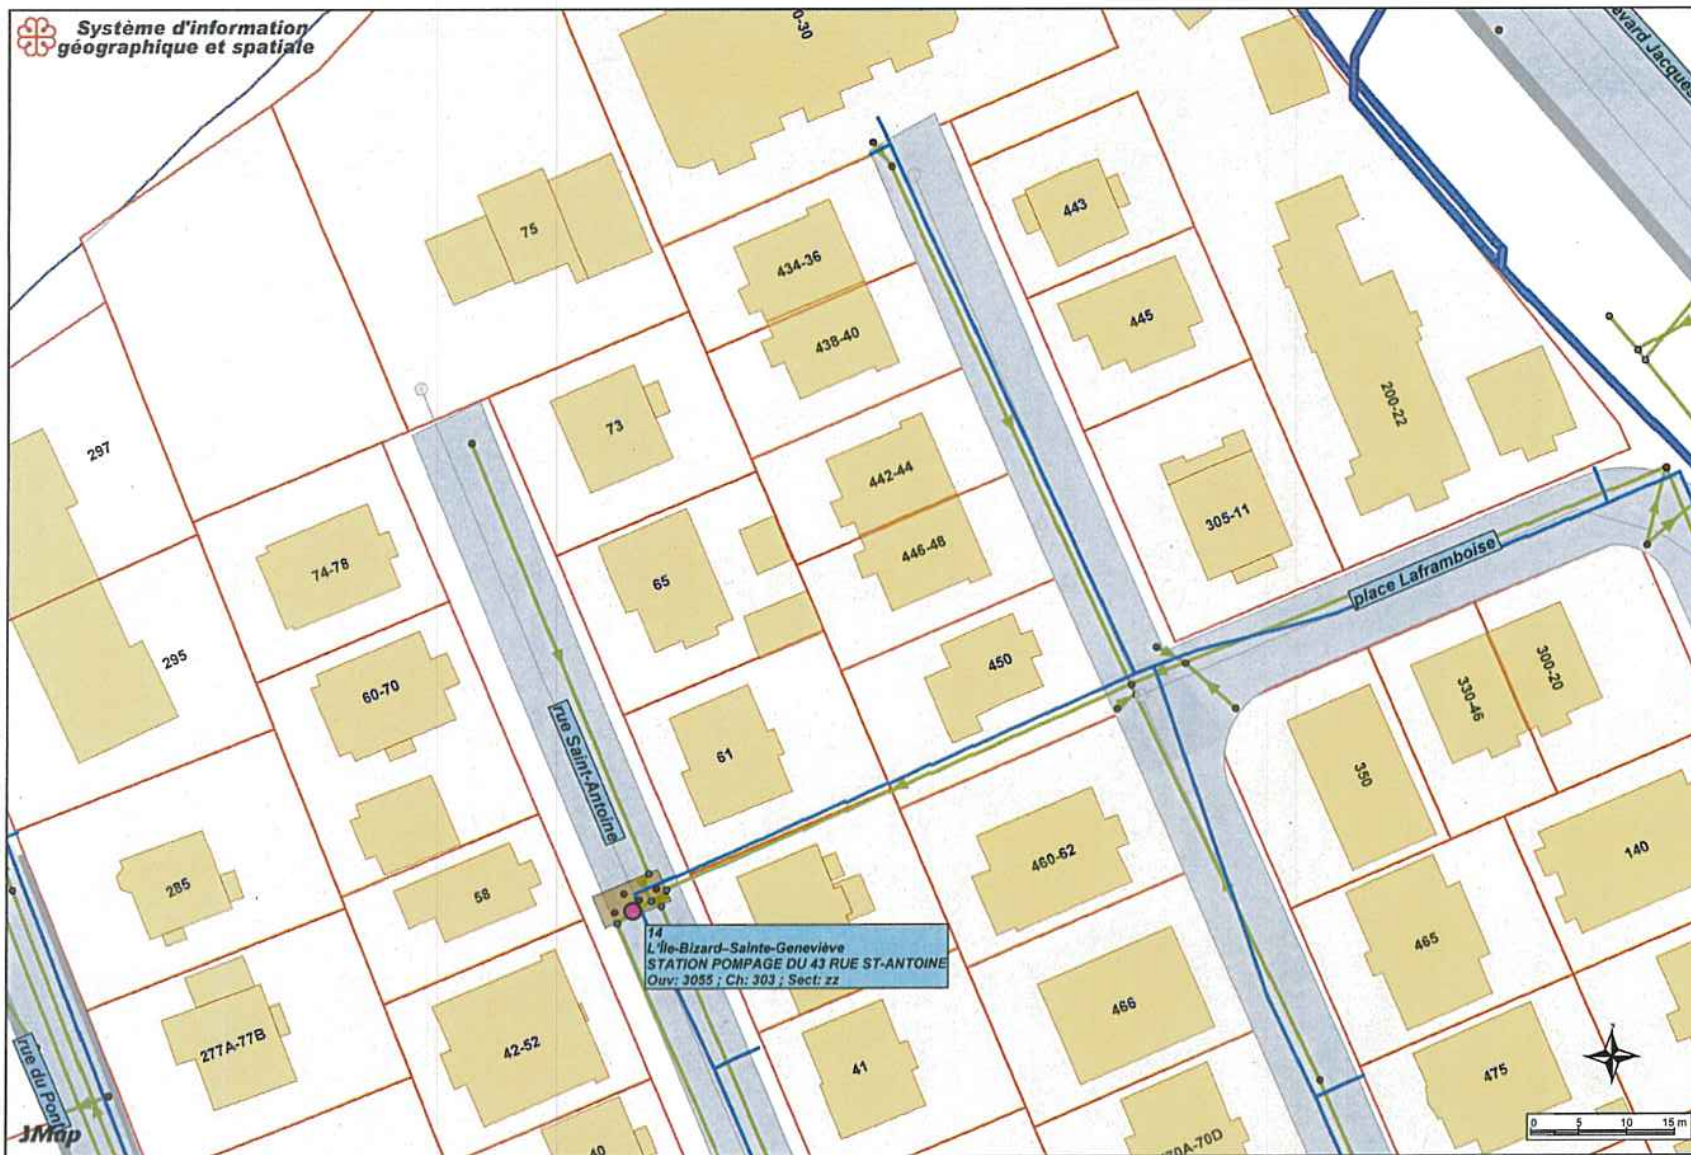 Système d'information
géographique et spatiale
75
434-36
443
438-40
445
297
73
200-22
442-44
305-11
74-78
65
446-48
place Laframboise
295
60-70
450
300-20
330-46
rue Saint-Antoine
61
350
285
58
460-62
140
14
L'Île-Bizard–Sainte-Geneviève
STATION POMPAGE DU 43 RUE ST-ANTOINE
Ouv: 3055 ; Ch: 303 ; Sect: zz
465
466
rue du Pont
277A-77B
42-52
41
475
JMap
40
0 5 10 15 m